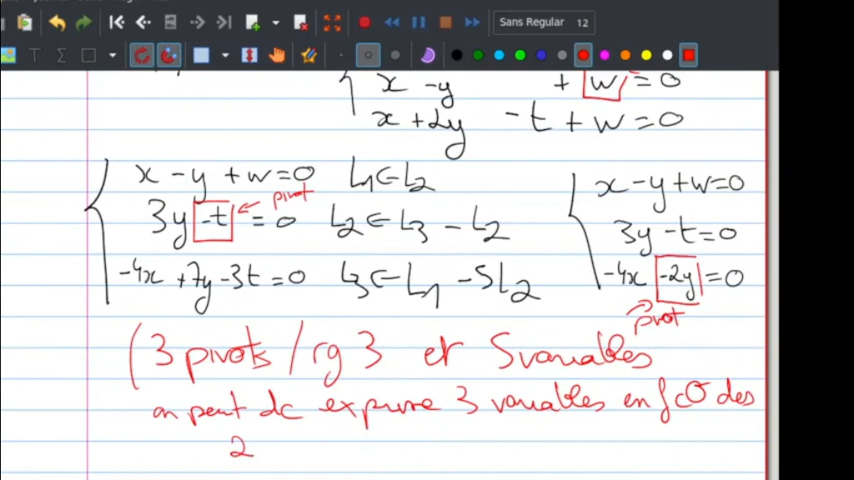 Sans Regular 12
x - y + w = 0
x + 2y - t + w = 0
x - y + w = 0 L1 ← L2
3y - t = 0 L2 ← L3 - L2
pivot
-4x + 7y - 3t = 0 L3 ← L1 - 5L2
x - y + w = 0
3y - t = 0
-4x - 2y = 0
pivot
(3 pivots / rg 3 et 5 variables
on peut dc exprime 3 variables en fcO des
2